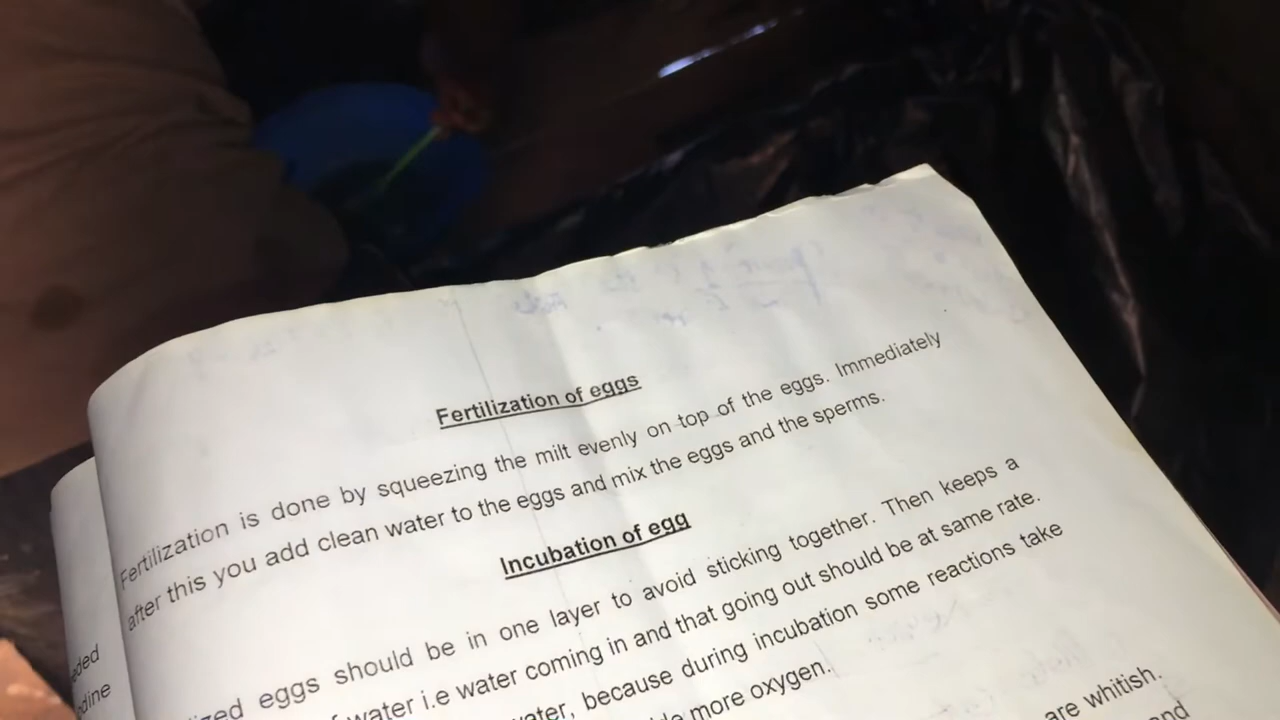 Fertilization of eggs
Fertilization is done by squeezing the milt evenly on top of the eggs. Immediately
after this you add clean water to the eggs and mix the eggs and the sperms.
Incubation of egg
eggs should be in one layer to avoid sticking together. Then keeps a
water i.e water coming in and that going out should be at same rate.
water, because during incubation some reactions take
more oxygen.
are whitish.
and